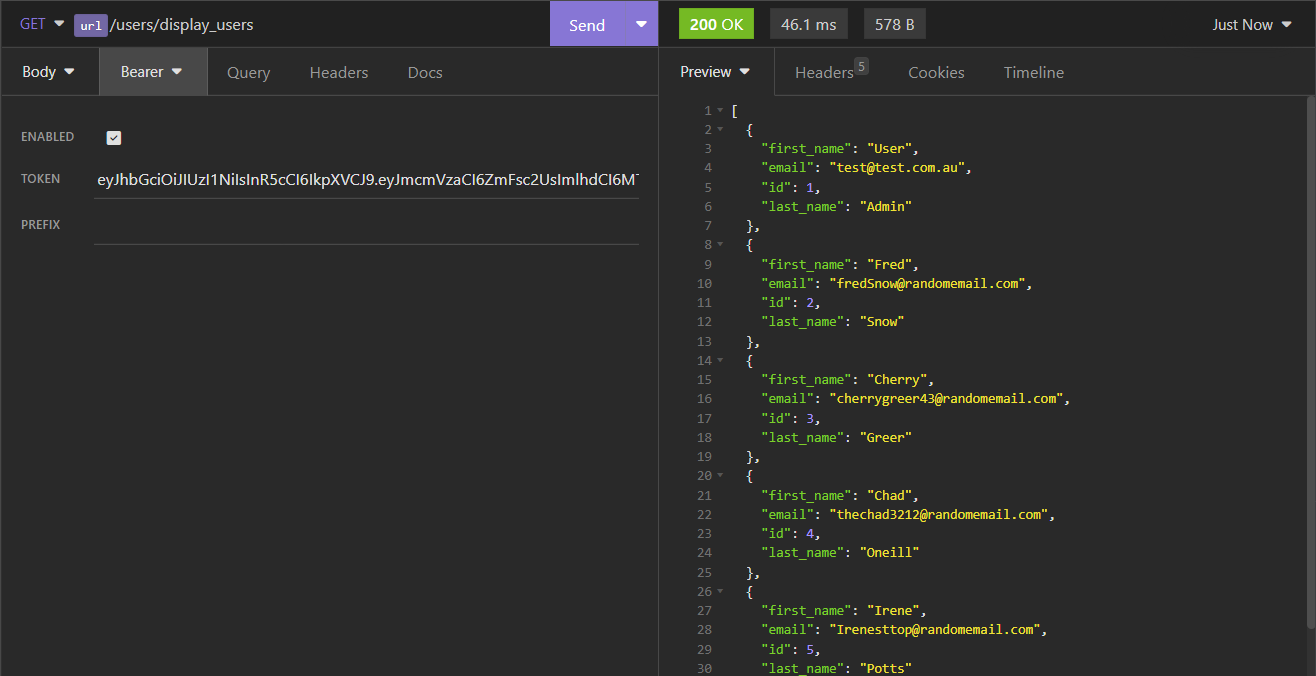 GET url /users/display_users Send 200 OK 46.1 ms 578 B Just Now
Body Bearer Query Headers Docs Preview Headers 5 Cookies Timeline
ENABLED
TOKEN eyJhbGciOiJIUzI1NiIsInR5cCI6IkpXVCJ9.eyJmcmVzaCI6ZmFsc2UsImlhdCI6MT
PREFIX
1 [
2 {
3 "first_name": "User",
4 "email": "test@test.com.au",
5 "id": 1,
6 "last_name": "Admin"
7 },
8 {
9 "first_name": "Fred",
10 "email": "fredSnow@randomemail.com",
11 "id": 2,
12 "last_name": "Snow"
13 },
14 {
15 "first_name": "Cherry",
16 "email": "cherrygreer43@randomemail.com",
17 "id": 3,
18 "last_name": "Greer"
19 },
20 {
21 "first_name": "Chad",
22 "email": "thechad3212@randomemail.com",
23 "id": 4,
24 "last_name": "Oneill"
25 },
26 {
27 "first_name": "Irene",
28 "email": "Irenesttop@randomemail.com",
29 "id": 5,
30 "last_name": "Potts"